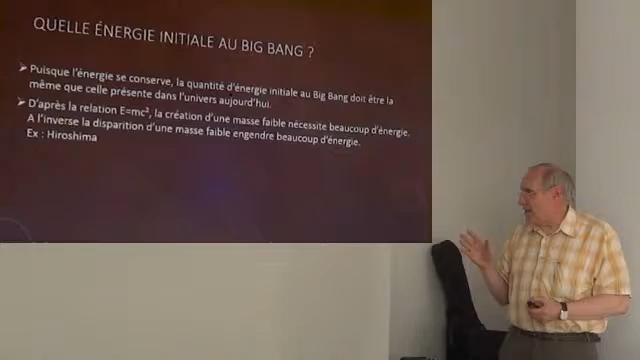 QUELLE ÉNERGIE INITIALE AU BIG BANG ?
➤ Puisque l'énergie se conserve, la quantité d'énergie initiale au Big Bang doit être la
même que celle présente dans l'univers aujourd'hui.
➤ D'après la relation E=mc², la création d'une masse faible nécessite beaucoup d'énergie.
A l'inverse la disparition d'une masse faible engendre beaucoup d'énergie.
Ex : Hiroshima